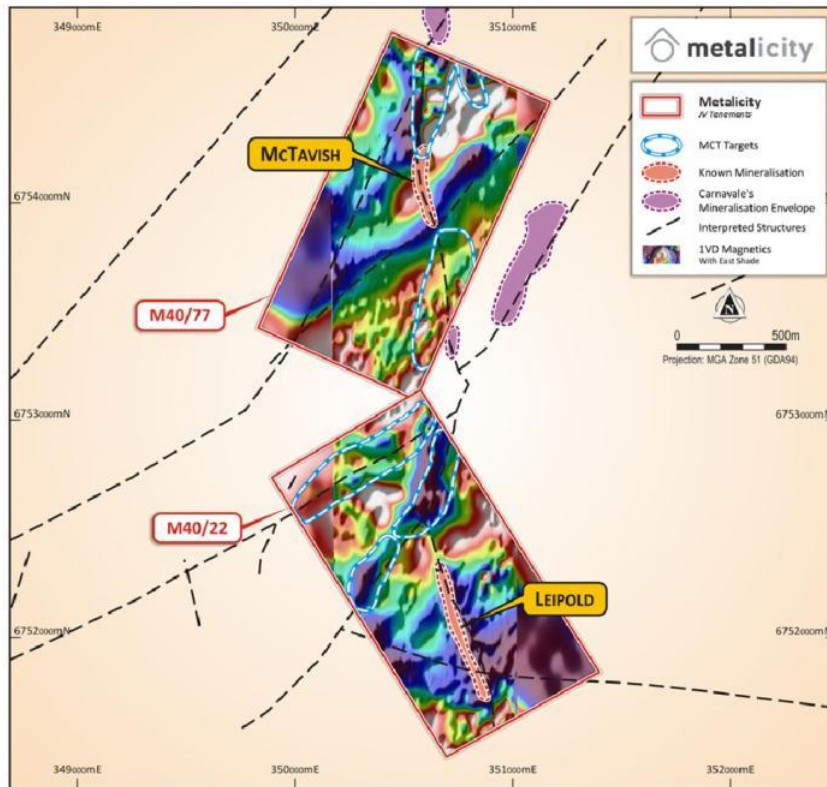 349000mE
350000mE
351000mE
metalicity
Metalicity
JV Tenements
MCT Targets
Known Mineralisation
Carnavale's
Mineralisation Envelope
Interpreted Structures
1VD Magnetics
With East Shade
MCTAVISH
6754000mN
6754000mN
M40/77
N
0 500m
Projection: MGA Zone 51 (GDA94)
6753000mN
6753000mN
M40/22
LEIPOLD
6752000mN
6752000mN
349000mE
350000mE
351000mE
352000mE